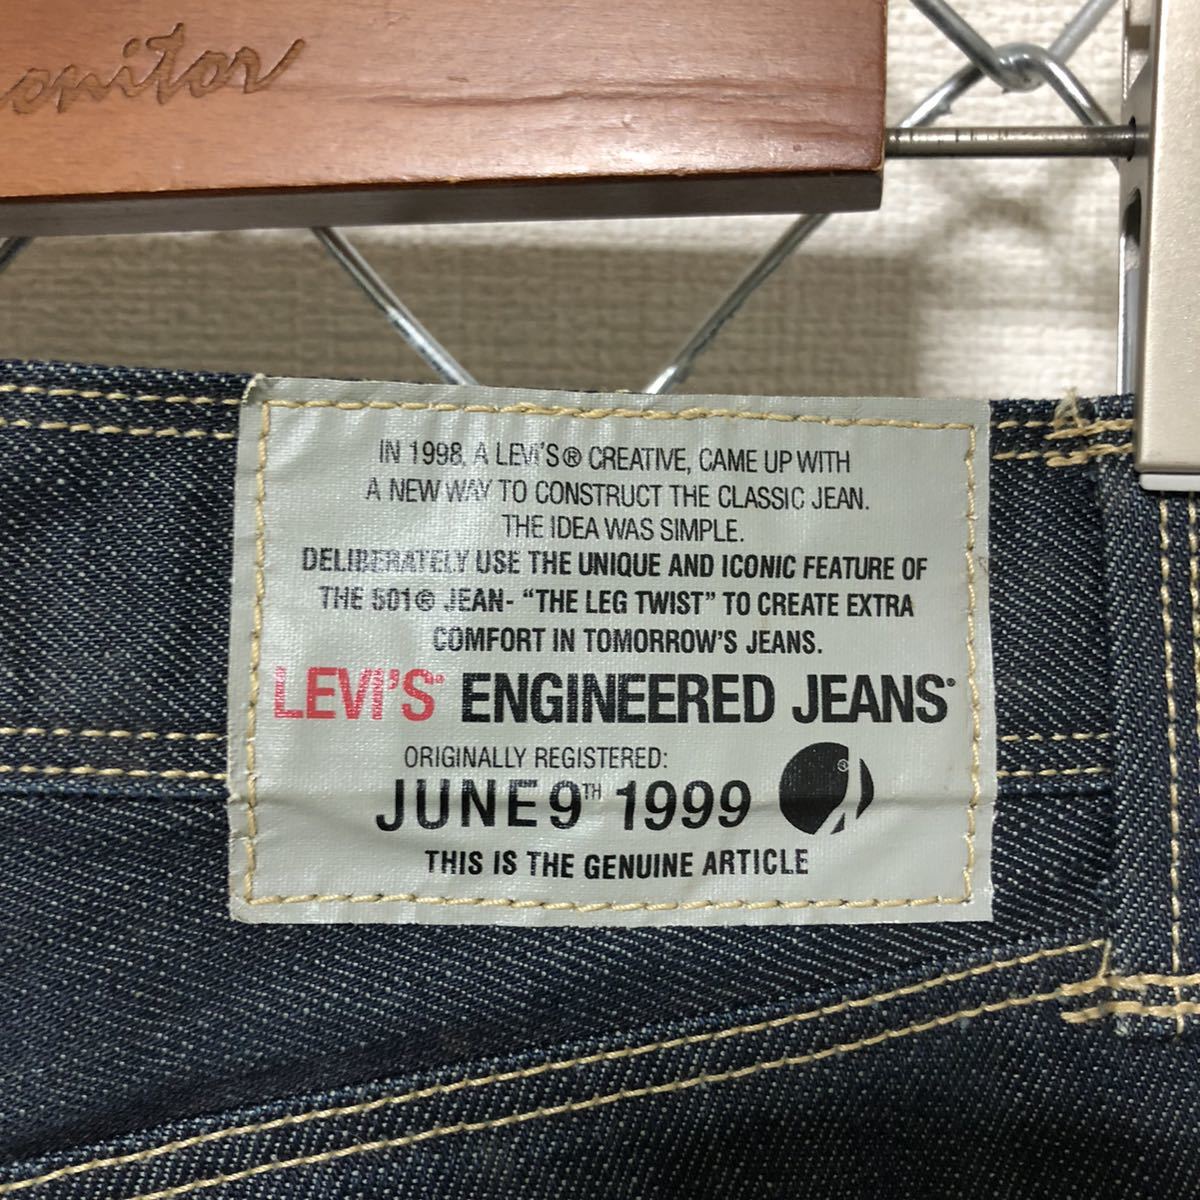 onitor
IN 1998, A LEVI'S® CREATIVE, CAME UP WITH
A NEW WAY TO CONSTRUCT THE CLASSIC JEAN.
THE IDEA WAS SIMPLE.
DELIBERATELY USE THE UNIQUE AND ICONIC FEATURE OF
THE 501® JEAN- “THE LEG TWIST” TO CREATE EXTRA
COMFORT IN TOMORROW'S JEANS.
LEVI'S® ENGINEERED JEANS®
ORIGINALLY REGISTERED:
JUNE 9TH 1999
®
THIS IS THE GENUINE ARTICLE